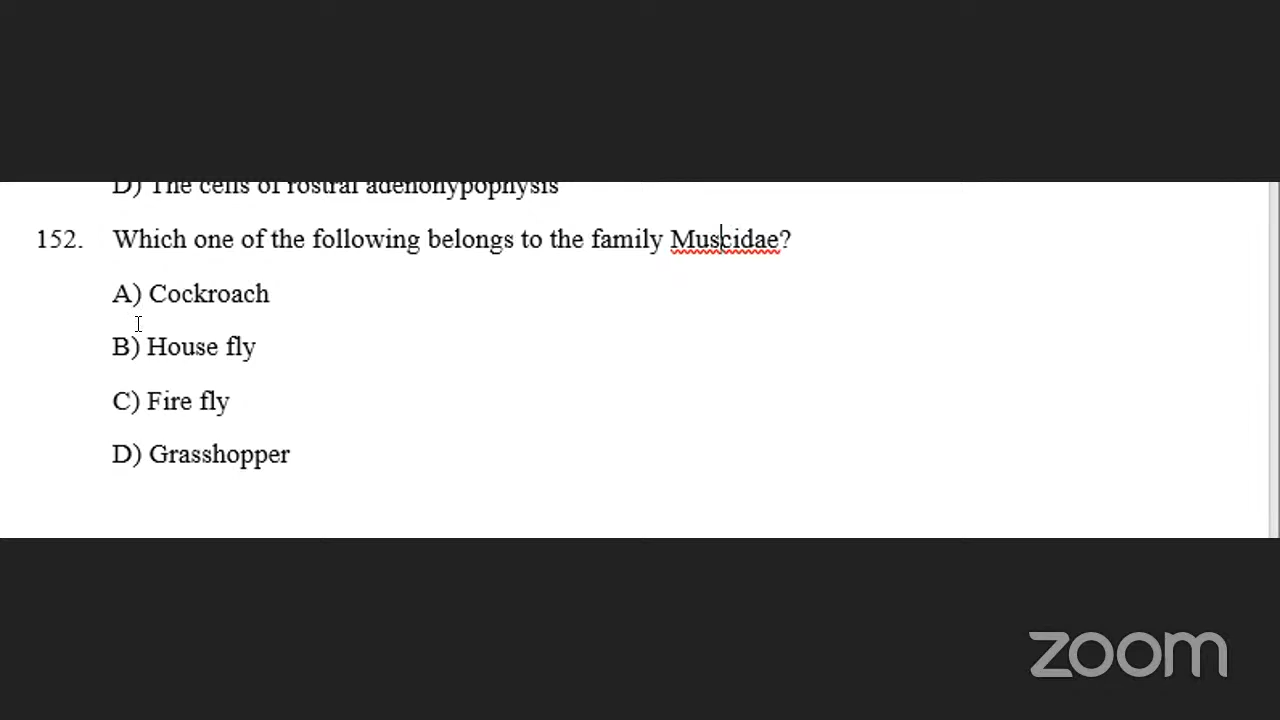 D) The cells of rostral adenohypophysis
152. Which one of the following belongs to the family Muscidae?
A) Cockroach
B) House fly
C) Fire fly
D) Grasshopper
zoom